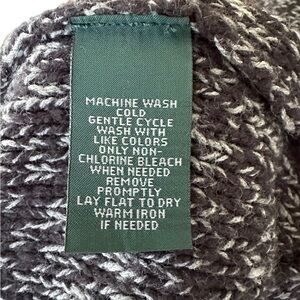 MACHINE WASH
COLD
GENTLE CYCLE
WASH WITH
LIKE COLORS
ONLY NON-
CHLORINE BLEACH
WHEN NEEDED
REMOVE
PROMPTLY
LAY FLAT TO DRY
WARM IRON
IF NEEDED